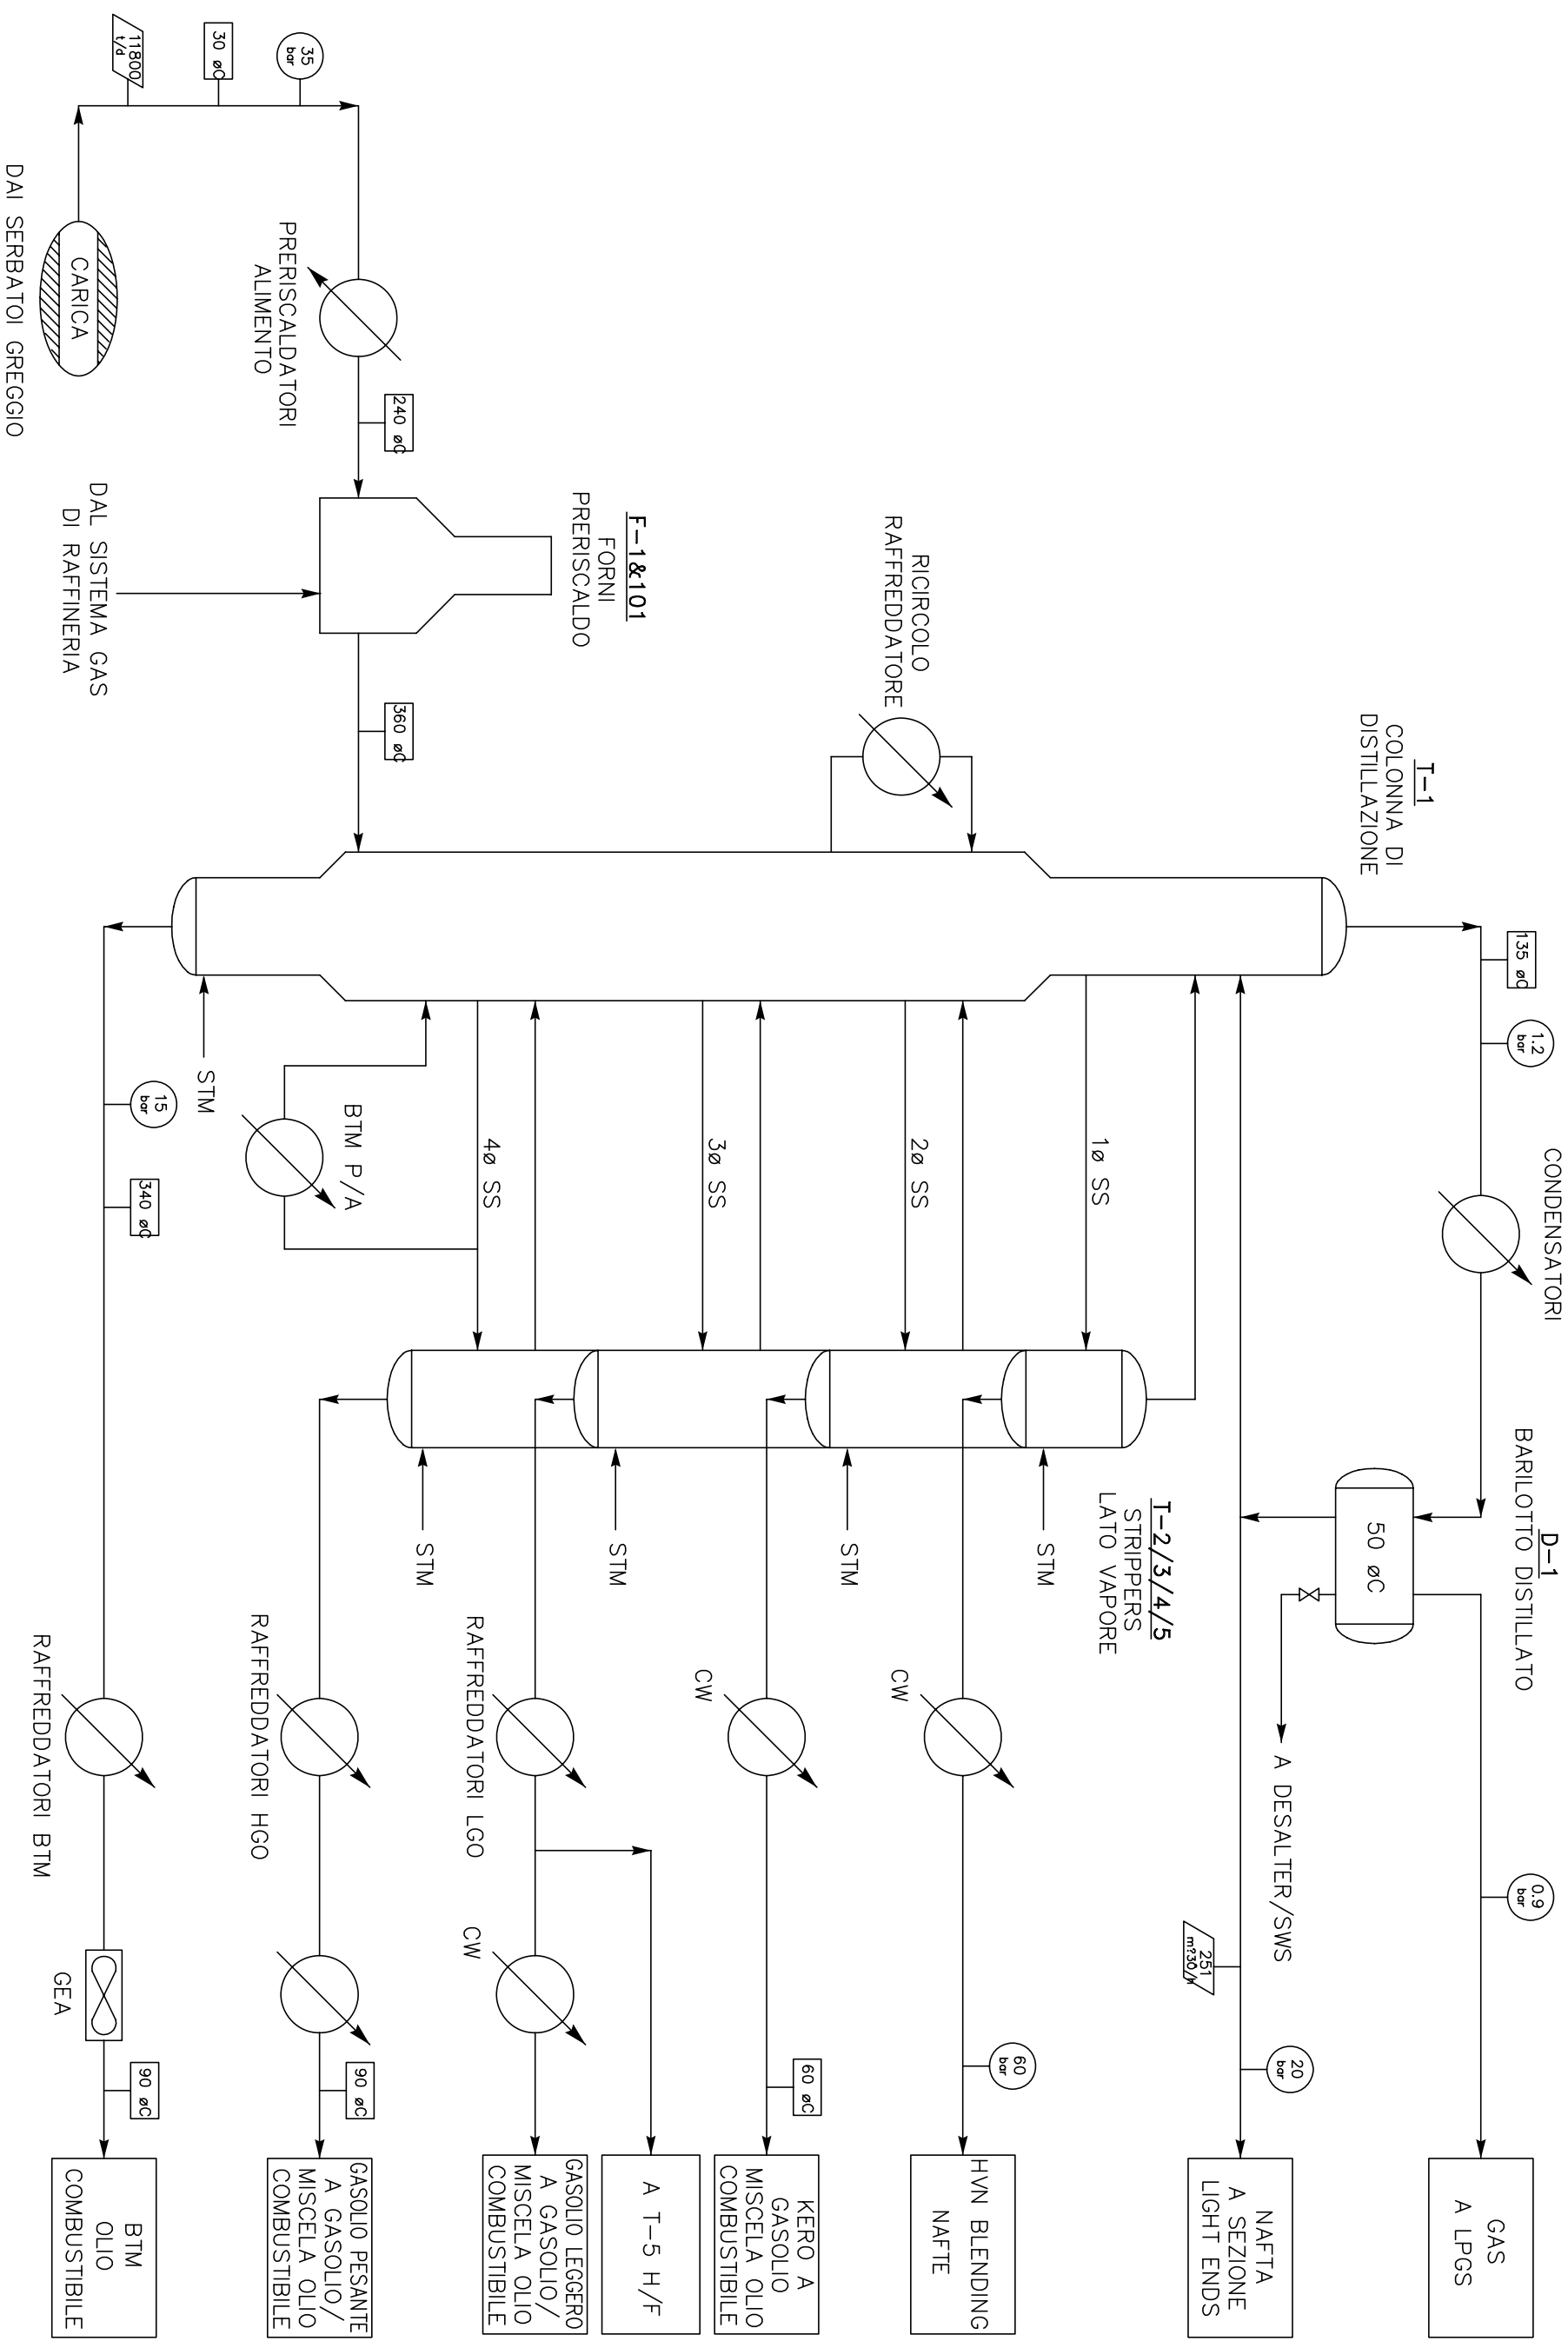 T-1
COLONNA DI
DISTILLAZIONE
135 øC
1.2
bar
CONDENSATORI
D-1
BARILOTTO DISTILLATO
50 øC
0.9
bar
GAS
A LPGS
A DESALTER/SWS
251
m?30/h
20
bar
NAFTA
A SEZIONE
LIGHT ENDS
T-2/3/4/5
STRIPPERS
LATO VAPORE
RICIRCOLO
RAFFREDDATORE
1ø SS
STM
CW
60
bar
HVN BLENDING
NAFTE
2ø SS
STM
CW
60 øC
KERO A
GASOLIO
MISCELA OLIO
COMBUSTIBILE
3ø SS
STM
A T-5 H/F
RAFFREDDATORI LGO
CW
GASOLIO LEGGERO
A GASOLIO/
MISCELA OLIO
COMBUSTIBILE
4ø SS
STM
BTM P/A
RAFFREDDATORI HGO
90 øC
GASOLIO PESANTE
A GASOLIO/
MISCELA OLIO
COMBUSTIBILE
F-1&101
FORNI
PRERISCALDO
35
bar
30 øC
11800
t/d
PRERISCALDATORI
ALIMENTO
240 øC
360 øC
CARICA
DAI SERBATOI GREGGIO
DAL SISTEMA GAS
DI RAFFINERIA
STM
15
bar
340 øC
RAFFREDDATORI BTM
GEA
90 øC
BTM
OLIO
COMBUSTIBILE